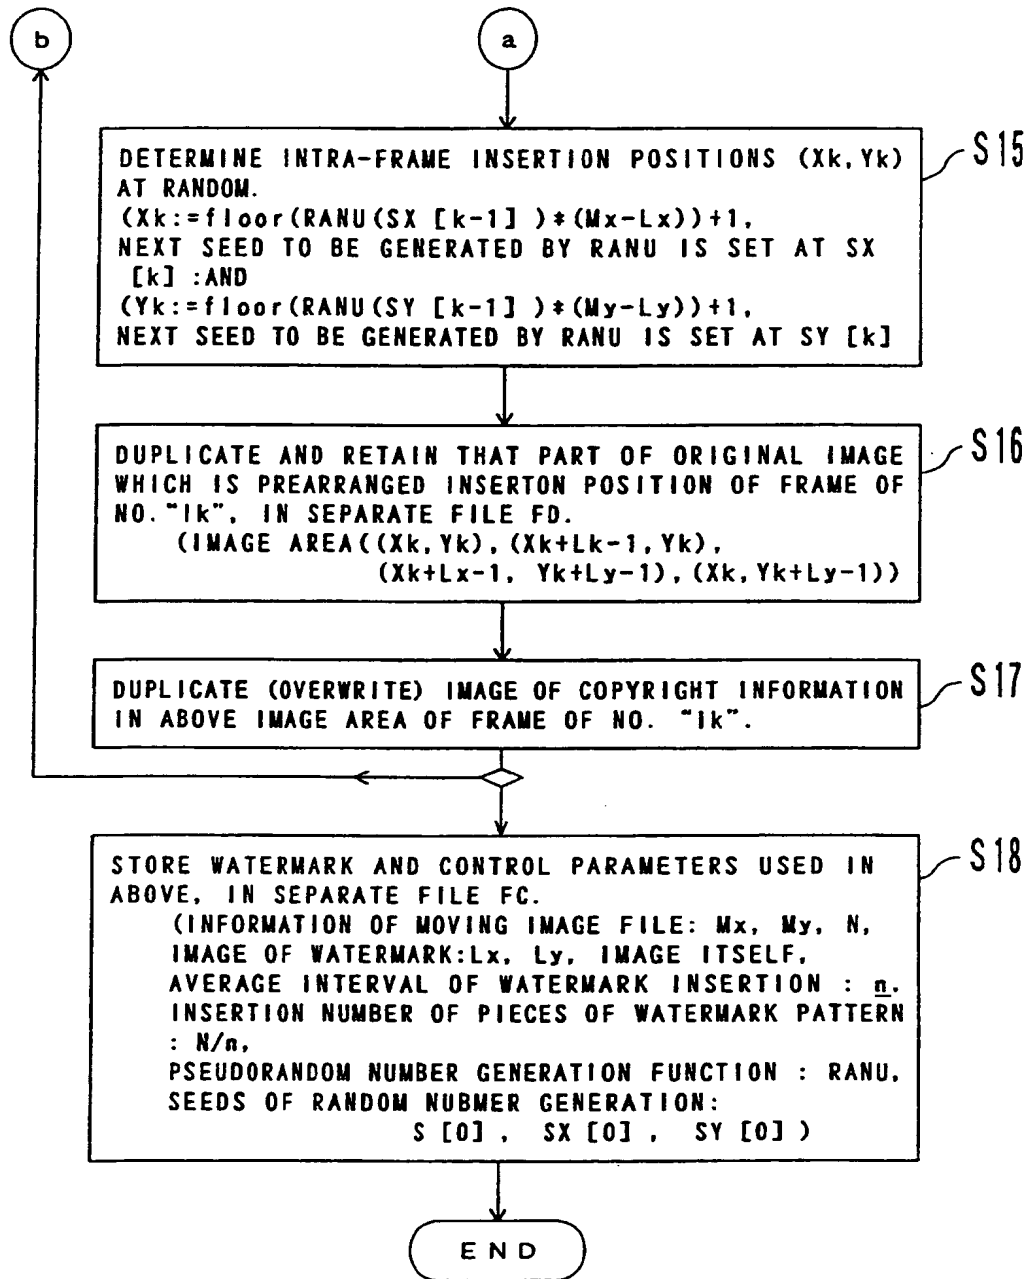 b
a
S15
DETERMINE INTRA-FRAME INSERTION POSITIONS (Xk,Yk)
AT RANDOM.
(Xk:=floor(RANU(SX [k-1] )*(Mx-Lx))+1,
NEXT SEED TO BE GENERATED BY RANU IS SET AT SX
[k] :AND
(Yk:=floor(RANU(SY [k-1] )*(My-Ly))+1,
NEXT SEED TO BE GENERATED BY RANU IS SET AT SY [k]
S16
DUPLICATE AND RETAIN THAT PART OF ORIGINAL IMAGE
WHICH IS PREARRANGED INSERTON POSITION OF FRAME OF
NO."Ik", IN SEPARATE FILE FD.
(IMAGE AREA((Xk,Yk),(Xk+Lk-1,Yk),
(Xk+Lx-1, Yk+Ly-1),(Xk,Yk+Ly-1))
S17
DUPLICATE (OVERWRITE) IMAGE OF COPYRIGHT INFORMATION
IN ABOVE IMAGE AREA OF FRAME OF NO. "Ik".
S18
STORE WATERMARK AND CONTROL PARAMETERS USED IN
ABOVE, IN SEPARATE FILE FC.
(INFORMATION OF MOVING IMAGE FILE: Mx, My, N,
IMAGE OF WATERMARK:Lx, Ly, IMAGE ITSELF,
AVERAGE INTERVAL OF WATERMARK INSERTION : n,
INSERTION NUMBER OF PIECES OF WATERMARK PATTERN
: N/n,
PSEUDORANDOM NUMBER GENERATION FUNCTION : RANU,
SEEDS OF RANDOM NUBMER GENERATION:
S [0] , SX [0] , SY [0] )
END